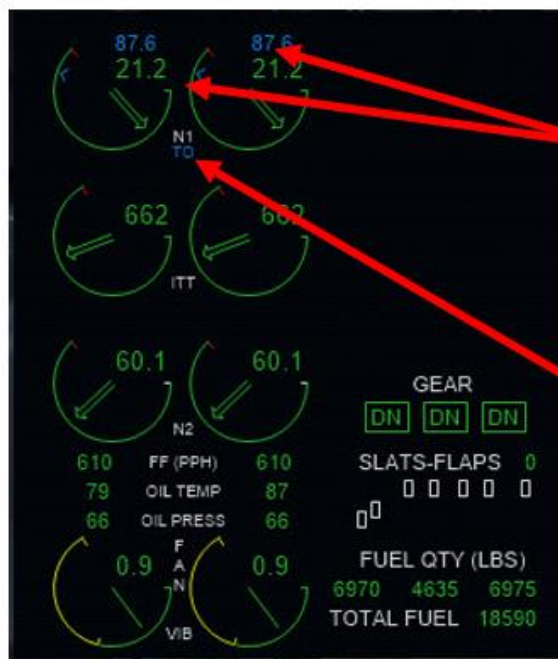 87.6 87.6
21.2 21.2
N1
TO
662 662
ITT
60.1 60.1
N2
610 FF (PPH) 610
79 OIL TEMP 87
66 OIL PRESS 66
FAN
0.9 0.9
VIB
GEAR
DN DN DN
SLATS-FLAPS 0
FUEL QTY (LBS)
6970 4635 6975
TOTAL FUEL 18590